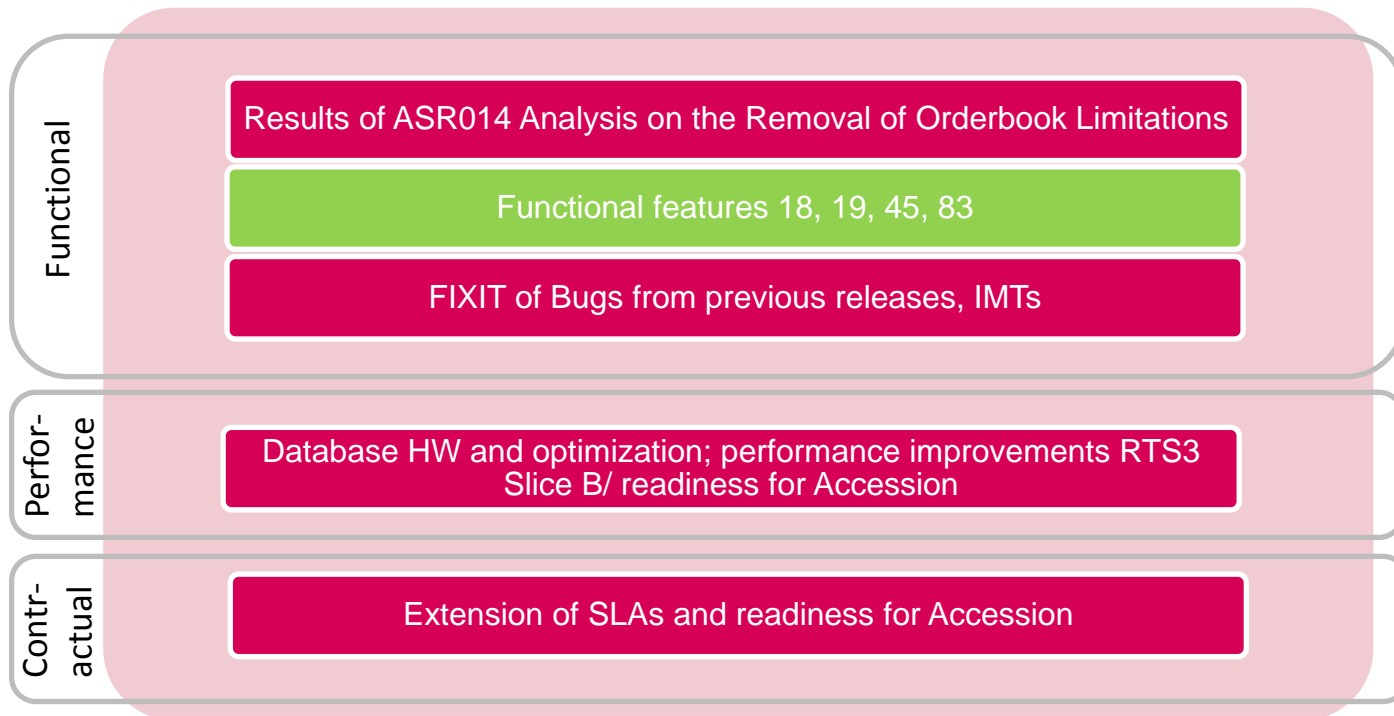 Functional
Results of ASR014 Analysis on the Removal of Orderbook Limitations
Functional features 18, 19, 45, 83
FIXIT of Bugs from previous releases, IMTs
Perfor-
mance
Database HW and optimization; performance improvements RTS3
Slice B/ readiness for Accession
Contr-
actual
Extension of SLAs and readiness for Accession